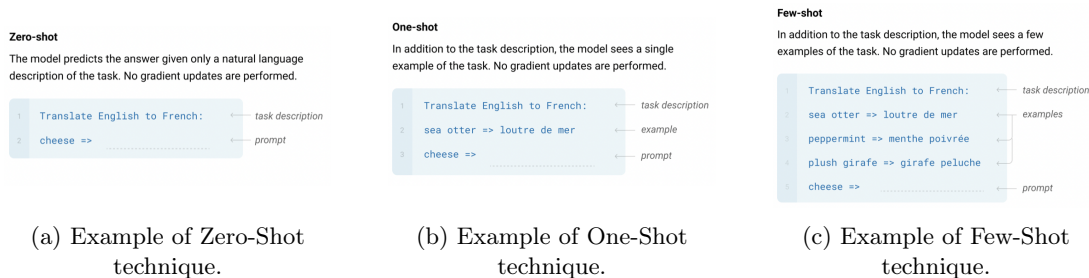 Zero-shot
The model predicts the answer given only a natural language
description of the task. No gradient updates are performed.
1 Translate English to French: task description
2 cheese => prompt
(a) Example of Zero-Shot
technique.
One-shot
In addition to the task description, the model sees a single
example of the task. No gradient updates are performed.
1 Translate English to French: task description
2 sea otter => loutre de mer example
3 cheese => prompt
(b) Example of One-Shot
technique.
Few-shot
In addition to the task description, the model sees a few
examples of the task. No gradient updates are performed.
1 Translate English to French: task description
2 sea otter => loutre de mer examples
3 peppermint => menthe poivrée
4 plush girafe => girafe peluche
5 cheese => prompt
(c) Example of Few-Shot
technique.